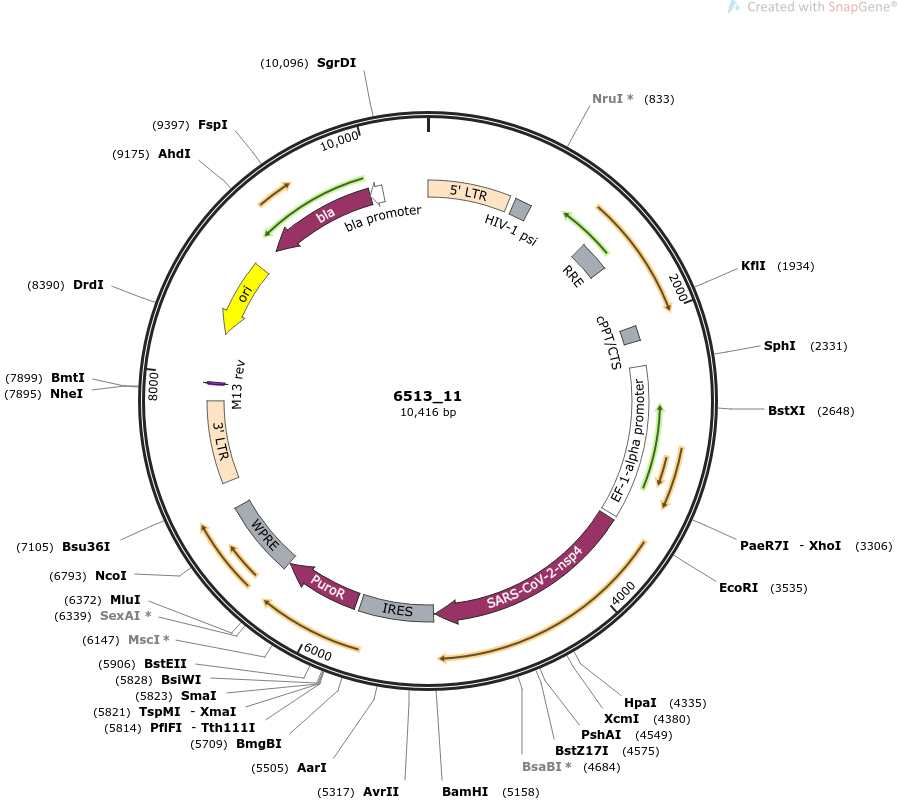 Created with SnapGene®
(10,096) SgrDI
NruI * (833)
(9397) FspI
(9175) AhdI
10,000
5' LTR
HIV-1 psi
bla
bla promoter
RRE
KflI (1934)
2000
(8390) DrdI
ori
cPPT/CTS
SphI (2331)
(7899) BmtI
(7895) NheI
8000
M13 rev
6513_11
10,416 bp
BstXI (2648)
EF-1-alpha promoter
3' LTR
WPRE
PuroR
IRES
SARS-CoV-2-nsp4
PaeR7I - XhoI (3306)
EcoRI (3535)
4000
(7105) Bsu36I
(6793) NcoI
(6372) MluI
(6339) SexAI *
(6147) MscI *
6000
(5906) BstEII
(5828) BsiWI
(5823) SmaI
(5821) TspMI - XmaI
(5814) PflFI - Tth111I
(5709) BmgBI
(5505) AarI
(5317) AvrII
BamHI (5158)
HpaI (4335)
XcmI (4380)
PshAI (4549)
BstZ17I (4575)
BsaBI * (4684)